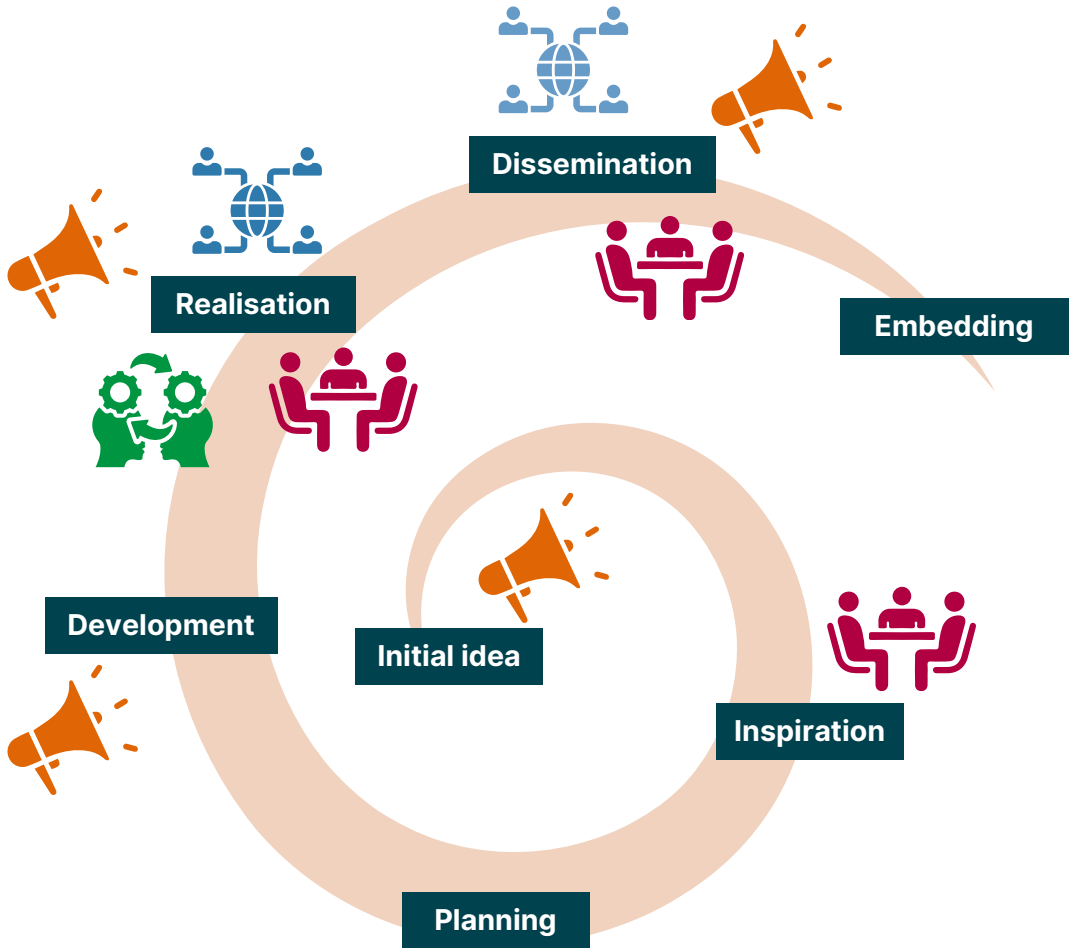 Dissemination
Realisation
Embedding
Development
Initial idea
Inspiration
Planning